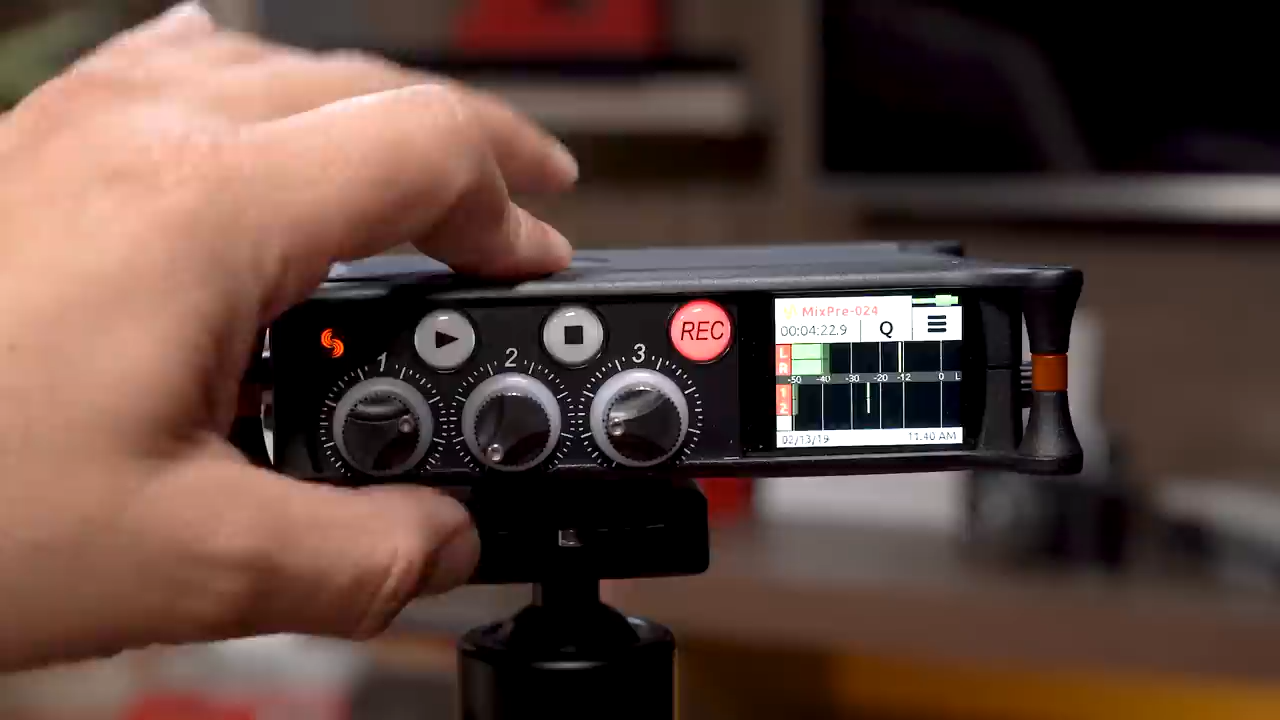 REC
1 2 3
MixPre-024
00:04:22.9 Q
L
R
-50 -40 -30 -20 -12 0 L
1
2
02/13/19 11:40 AM